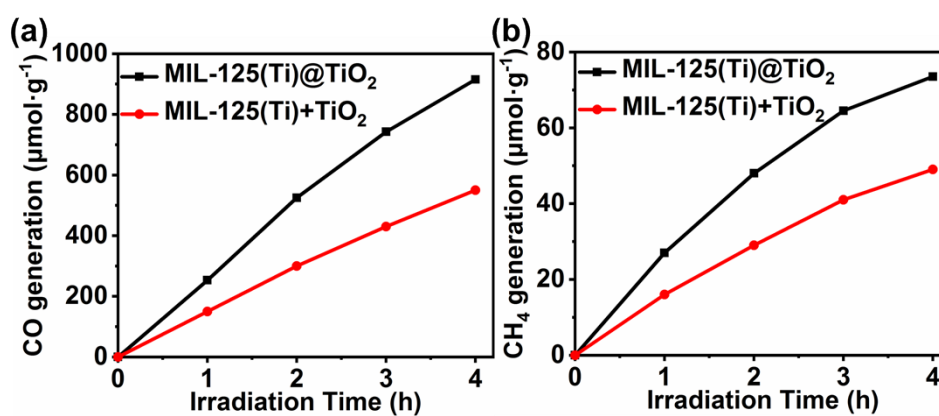 (a)
CO generation (μmol·g⁻¹)
1000
800
600
400
200
0
MIL-125(Ti)@TiO₂
MIL-125(Ti)+TiO₂
0 1 2 3 4
Irradiation Time (h)
(b)
CH₄ generation (μmol·g⁻¹)
80
60
40
20
0
MIL-125(Ti)@TiO₂
MIL-125(Ti)+TiO₂
0 1 2 3 4
Irradiation Time (h)